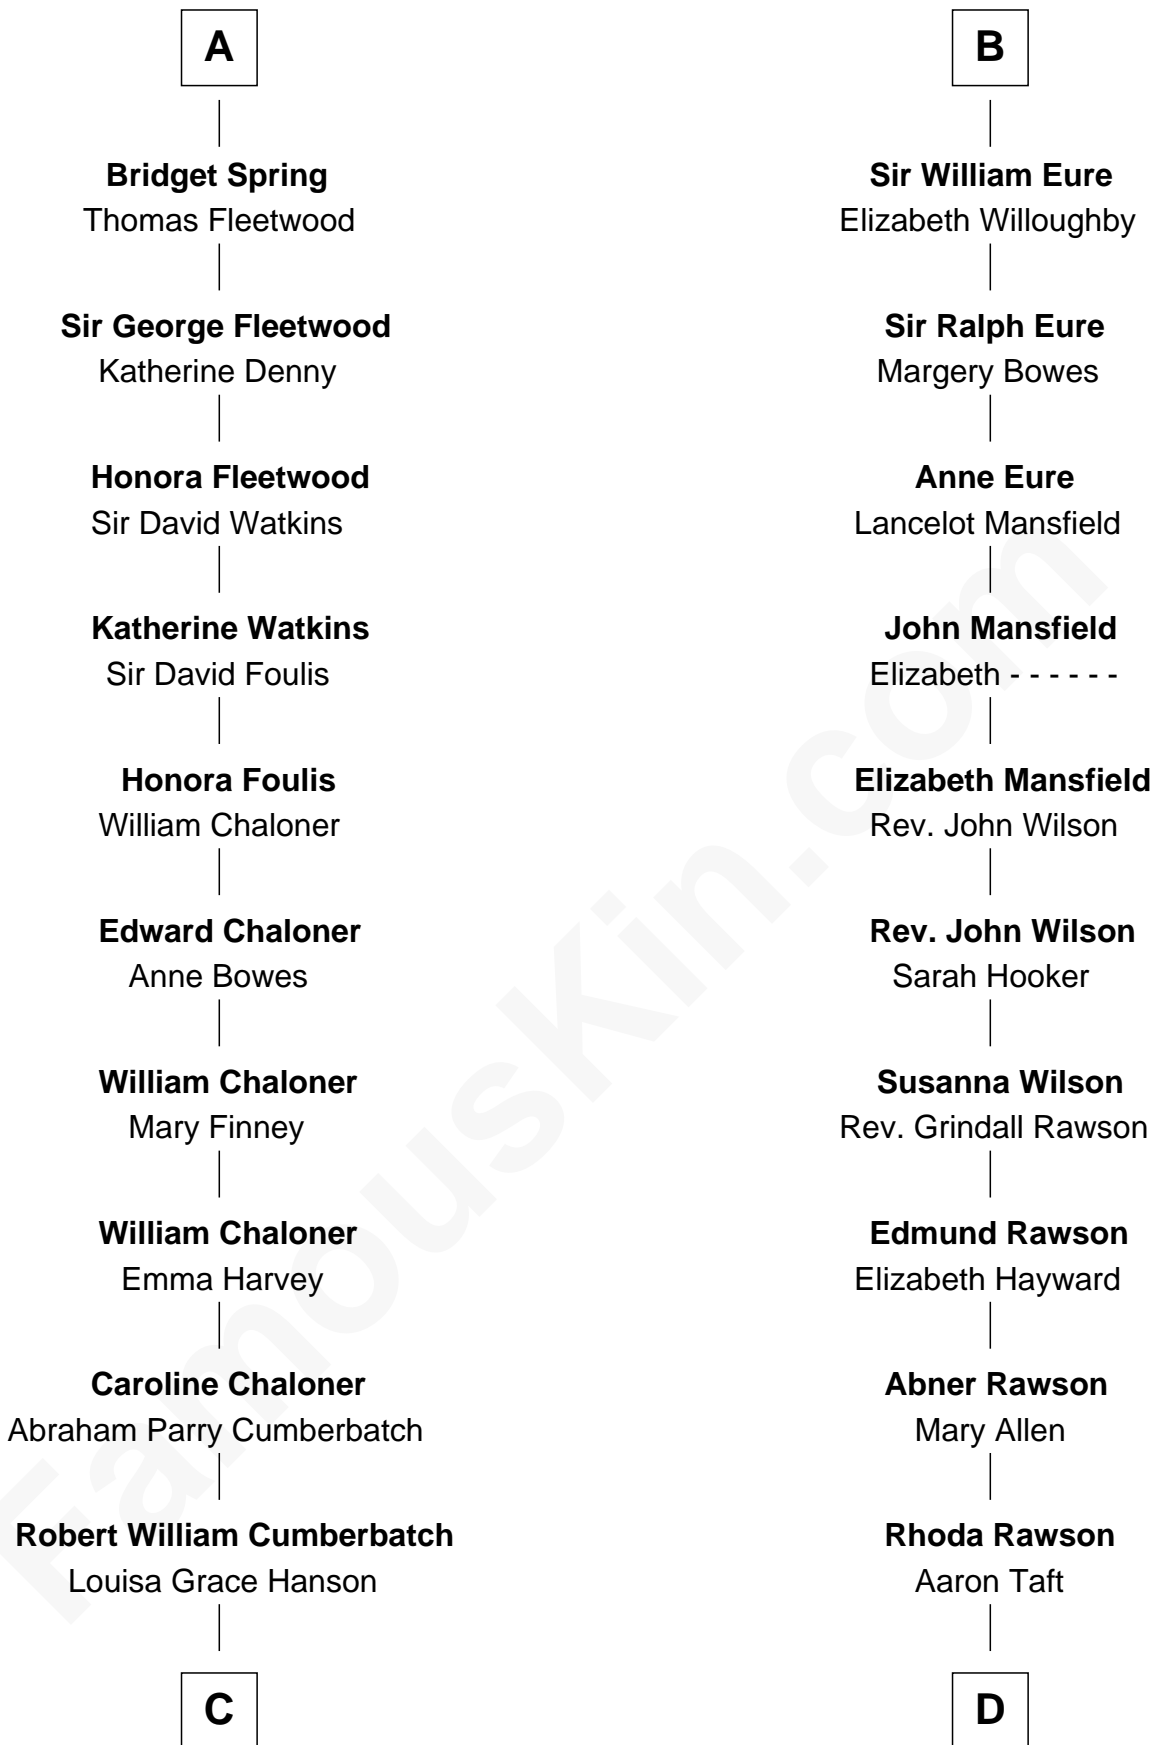 A
Bridget Spring
Thomas Fleetwood
Sir George Fleetwood
Katherine Denny
Honora Fleetwood
Sir David Watkins
Katherine Watkins
Sir David Foulis
Honora Foulis
William Chaloner
Edward Chaloner
Anne Bowes
William Chaloner
Mary Finney
William Chaloner
Emma Harvey
Caroline Chaloner
Abraham Parry Cumberbatch
Robert William Cumberbatch
Louisa Grace Hanson
C
B
Sir William Eure
Elizabeth Willoughby
Sir Ralph Eure
Margery Bowes
Anne Eure
Lancelot Mansfield
John Mansfield
Elizabeth - - - - - -
Elizabeth Mansfield
Rev. John Wilson
Rev. John Wilson
Sarah Hooker
Susanna Wilson
Rev. Grindall Rawson
Edmund Rawson
Elizabeth Hayward
Abner Rawson
Mary Allen
Rhoda Rawson
Aaron Taft
D
FamousKin.com